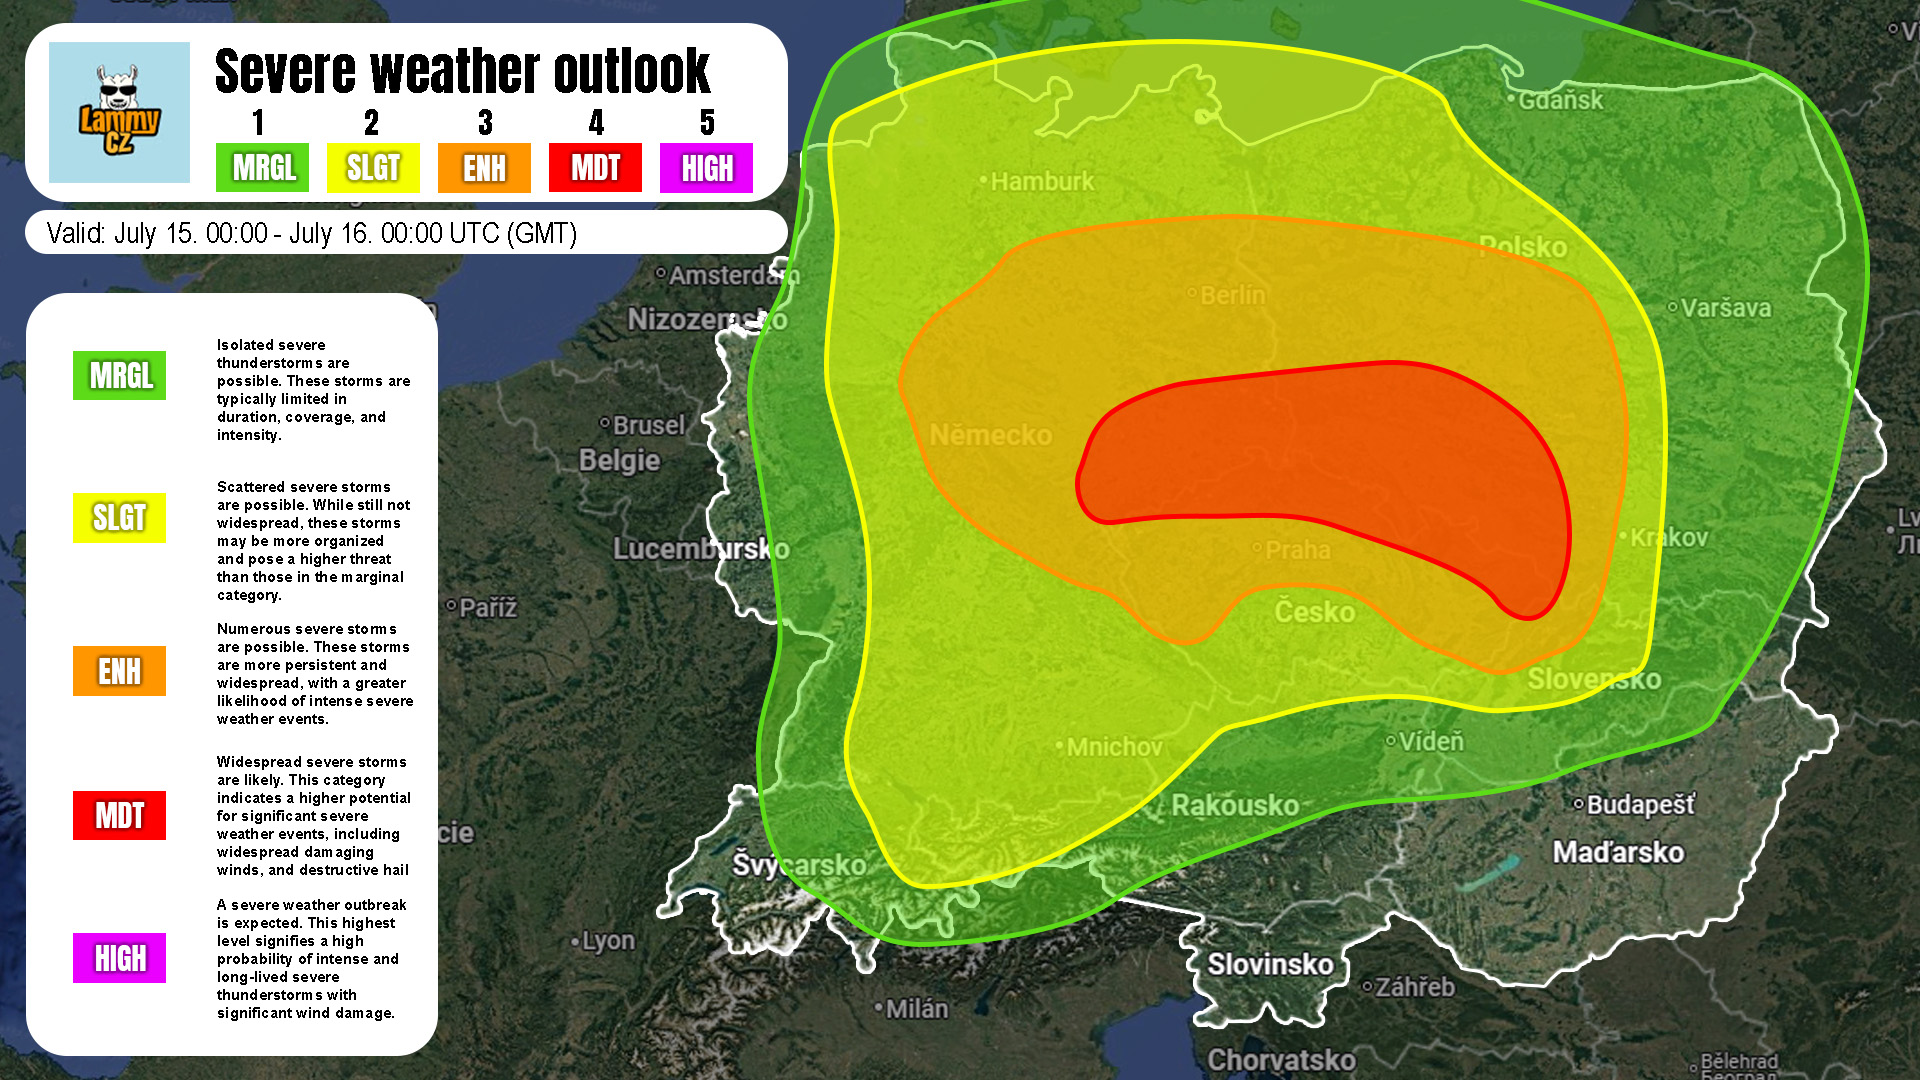 Lammy
CZ
Severe weather outlook
1 2 3 4 5
MRGL SLGT ENH MDT HIGH
Valid: July 15. 00:00 - July 16. 00:00 UTC (GMT)
MRGL
Isolated severe
thunderstorms are
possible. These storms are
typically limited in
duration, coverage, and
intensity.
SLGT
Scattered severe storms
are possible. While still not
widespread, these storms
may be more organized
and pose a higher threat
than those in the marginal
category.
ENH
Numerous severe storms
are possible. These storms
are more persistent and
widespread, with a greater
likelihood of intense severe
weather events.
MDT
Widespread severe storms
are likely. This category
indicates a higher potential
for significant severe
weather events, including
widespread damaging
winds, and destructive hail
HIGH
A severe weather outbreak
is expected. This highest
level signifies a high
probability of intense and
long-lived severe
thunderstorms with
significant wind damage.
Gdaňsk
Hamburk
Polsko
Amsterdam
Berlín
Varšava
Nizozemsko
Brusel
Německo
Belgie
Krakov
Lucembursko
Praha
Paříž
Česko
Slovensko
Vídeň
Mnichov
Rakousko
Budapešť
cie
Maďarsko
Švýcarsko
Lyon
Slovinsko
Záhřeb
Milán
Chorvatsko
Bělehrad